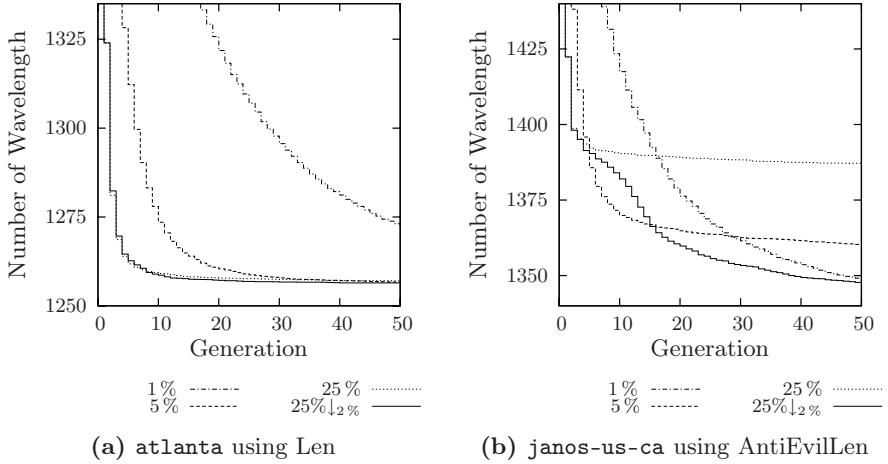 Number of Wavelength
1325
1300
1275
1250
0 10 20 30 40 50
Generation
1 %
5 %
25 %
25%↓2 %
(a) atlanta using Len
Number of Wavelength
1425
1400
1375
1350
0 10 20 30 40 50
Generation
1 %
5 %
25 %
25%↓2 %
(b) janos-us-ca using AntiEvilLen